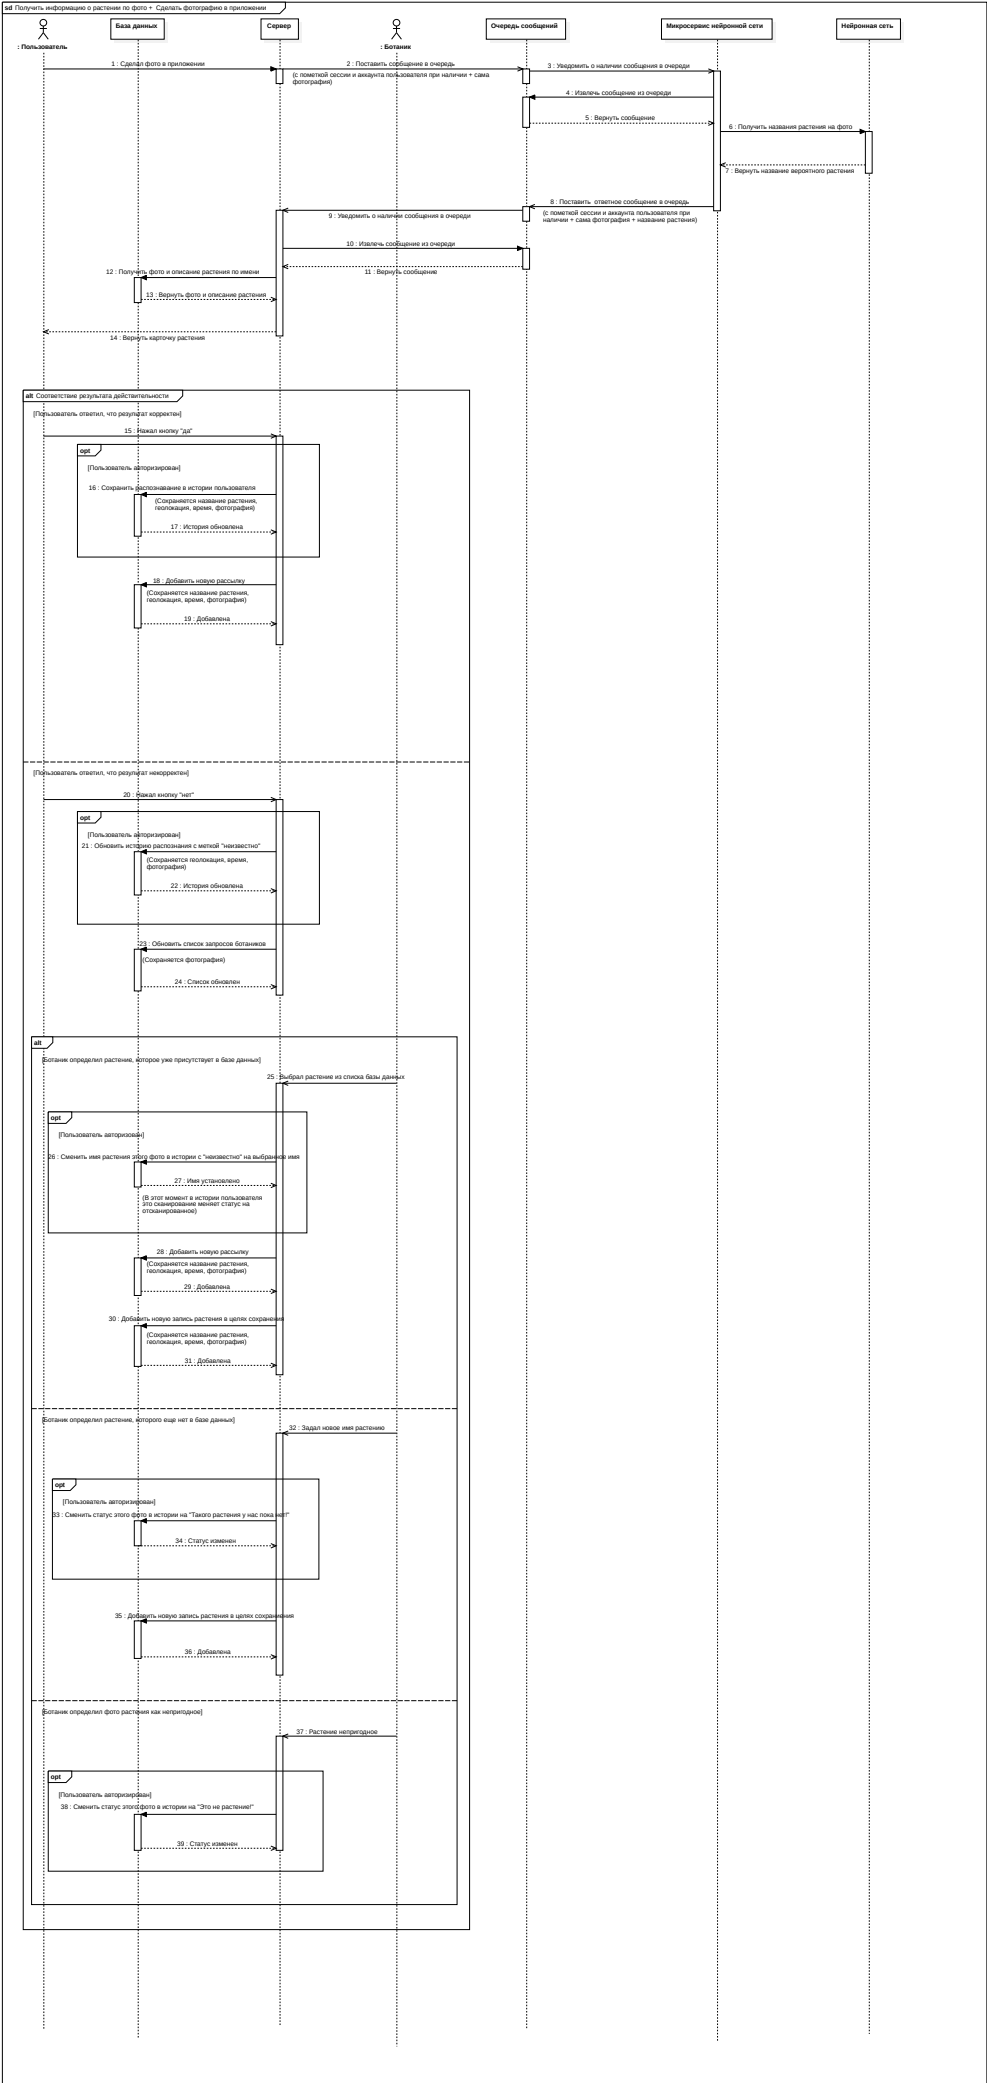 sd Получить информацию о растении по фото + Сделать фотографию в приложении
База данных
Сервер
Очередь сообщений
Микросервис нейронной сети
Нейронная сеть
: Пользователь
: Ботаник
1 : Сделал фото в приложении
2 : Поставить сообщение в очередь
(с пометкой сессии и аккаунта пользователя при наличии + сама
фотография)
3 : Уведомить о наличии сообщения в очереди
4 : Извлечь сообщение из очереди
5 : Вернуть сообщение
6 : Получить названия растения на фото
7 : Вернуть название вероятного растения
8 : Поставить ответное сообщение в очередь
(с пометкой сессии и аккаунта пользователя при
наличии + сама фотография + название растения)
9 : Уведомить о наличии сообщения в очереди
10 : Извлечь сообщение из очереди
11 : Вернуть сообщение
12 : Получить фото и описание растения по имени
13 : Вернуть фото и описание растения
14 : Вернуть карточку растения
alt Соответствие результата действительности
[Пользователь ответил, что результат корректен]
15 : Нажал кнопку "да"
opt
[Пользователь авторизирован]
16 : Сохранить распознавание в истории пользователя
(Сохраняется название растения,
геолокация, время, фотография)
17 : История обновлена
18 : Добавить новую рассылку
(Сохраняется название растения,
геолокация, время, фотография)
19 : Добавлена
[Пользователь ответил, что результат некорректен]
20 : Нажал кнопку "нет"
opt
[Пользователь авторизирован]
21 : Обновить историю распознания с меткой "неизвестно"
(Сохраняется геолокация, время,
фотография)
22 : История обновлена
23 : Обновить список запросов ботаников
(Сохраняется фотография)
24 : Список обновлен
alt
[Ботаник определил растение, которое уже присутствует в базе данных]
25 : Выбрал растение из списка базы данных
opt
[Пользователь авторизован]
26 : Сменить имя растения этого фото в истории с "неизвестно" на выбранное имя
27 : Имя установлено
(В этот момент в истории пользователя
это сканирование меняет статус на
отсканированное)
28 : Добавить новую рассылку
(Сохраняется название растения,
геолокация, время, фотография)
29 : Добавлена
30 : Добавить новую запись растения в целях сохранения
(Сохраняется название растения,
геолокация, время, фотография)
31 : Добавлена
[Ботаник определил растение, которого еще нет в базе данных]
32 : Задал новое имя растению
opt
[Пользователь авторизирован]
33 : Сменить статус этого фото в истории на "Такого растения у нас пока нет!"
34 : Статус изменен
35 : Добавить новую запись растения в целях сохранения
36 : Добавлена
[Ботаник определил фото растения как непригодное]
37 : Растение непригодное
opt
[Пользователь авторизирован]
38 : Сменить статус этого фото в истории на "Это не растение!"
39 : Статус изменен